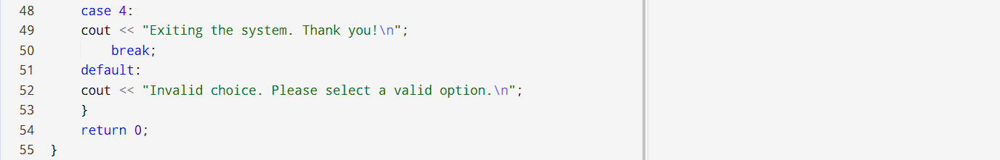 48 case 4:
49 cout << "Exiting the system. Thank you!\n";
50 break;
51 default:
52 cout << "Invalid choice. Please select a valid option.\n";
53 }
54 return 0;
55 }